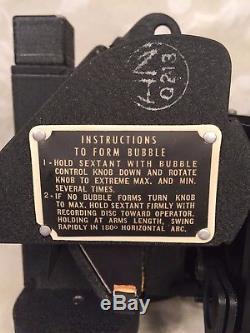 0213
INSTRUCTIONS
TO FORM BUBBLE
1-HOLD SEXTANT WITH BUBBLE
CONTROL KNOB DOWN AND ROTATE
KNOB TO EXTREME MAX. AND MIN.
SEVERAL TIMES.
2-IF NO BUBBLE FORMS TURN KNOB
TO MAX. HOLD SEXTANT FIRMLY WITH
RECORDING DISC TOWARD OPERATOR.
HOLDING AT ARMS LENGTH, SWING
RAPIDLY IN 180° HORIZONTAL ARC.